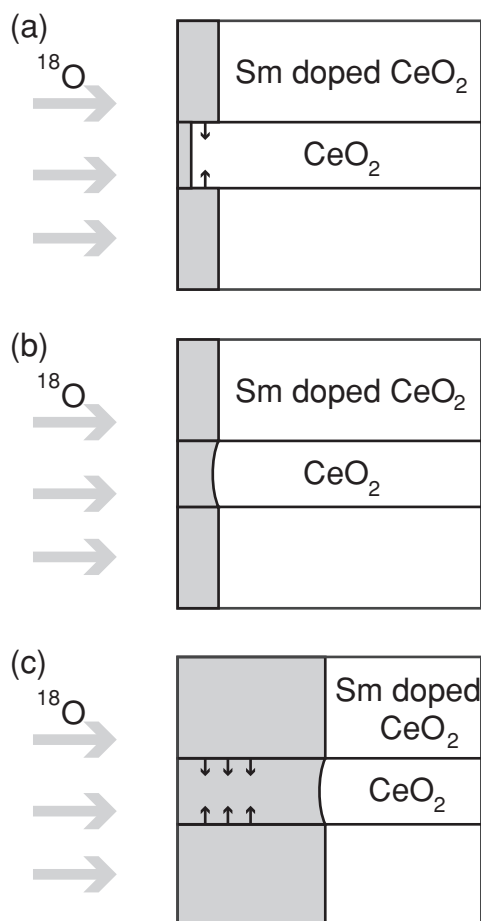 (a)
¹⁸O
Sm doped CeO₂
CeO₂
(b)
¹⁸O
Sm doped CeO₂
CeO₂
(c)
¹⁸O
Sm doped
CeO₂
CeO₂